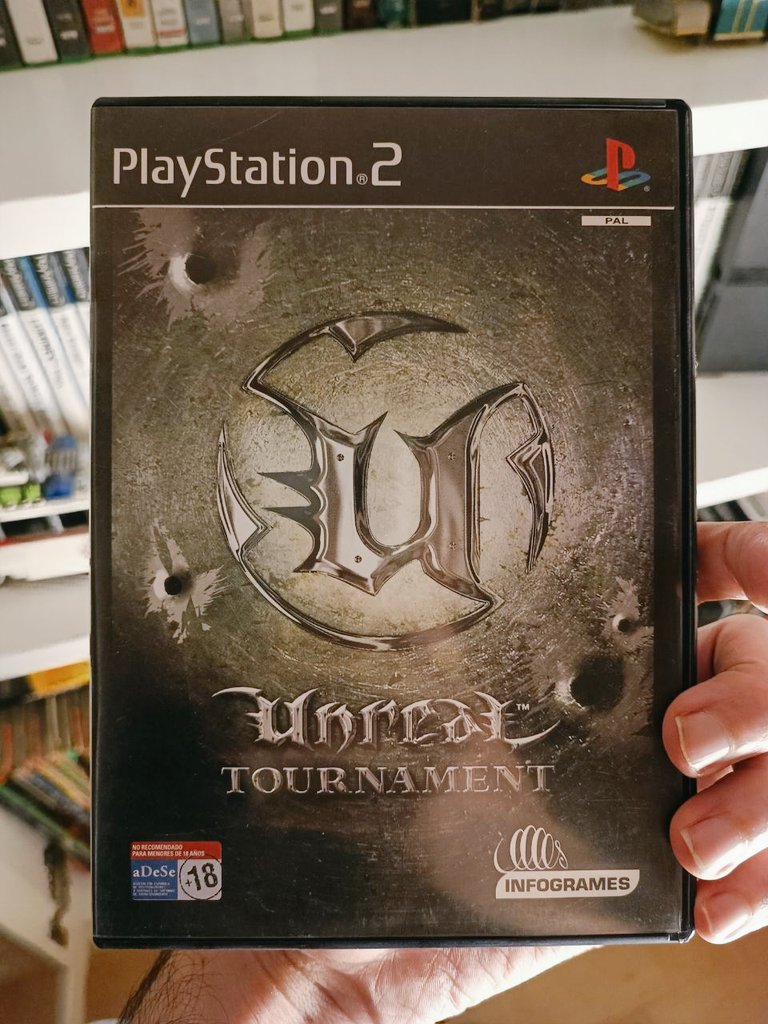 PlayStation®2
PAL
Unreal™
TOURNAMENT
NO RECOMENDADO
PARA MENORES DE 18 AÑOS
aDeSe
+18
INFOGRAMES